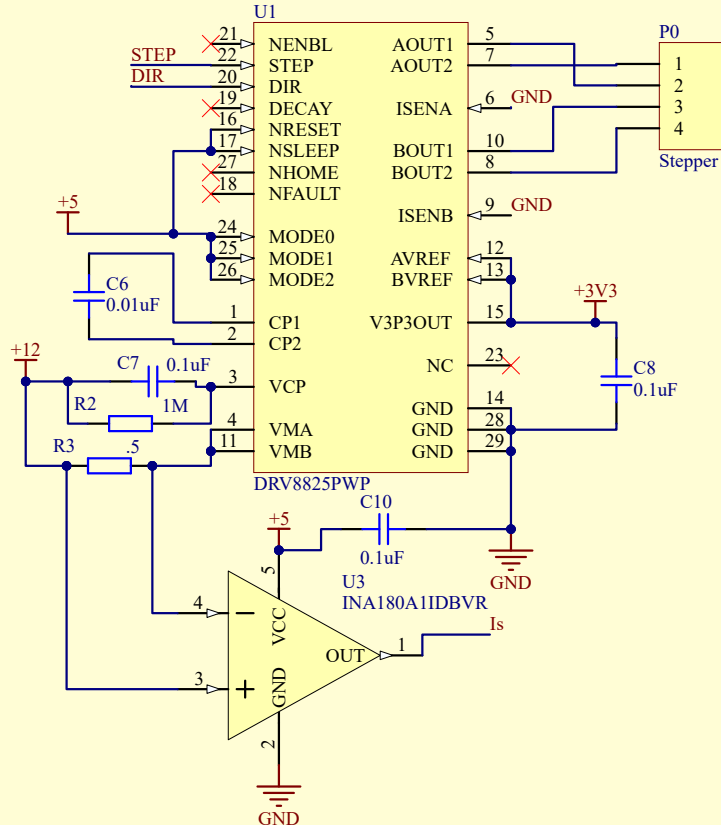 U1
21 NENBL AOUT1 5
STEP 22 STEP AOUT2 7
DIR 20 DIR
19 DECAY ISENA 6 GND
16 NRESET
17 NSLEEP BOUT1 10
27 NHOME BOUT2 8
18 NFAULT
ISENB 9 GND
P0
1
2
3
4
Stepper
+5
24 MODE0 AVREF 12
25 MODE1 BVREF 13
26 MODE2
C6
0.01uF
1 CP1 V3P3OUT 15
2 CP2
+3V3
NC 23
C8
0.1uF
+12
C7 0.1uF
3 VCP
R2 1M
GND 14
4 VMA GND 28
11 VMB GND 29
R3 .5
DRV8825PWP
C10
0.1uF
+5
GND
U3
INA180A1IDBVR
5
VCC
4 −
OUT 1
Is
3 +
GND
2
GND